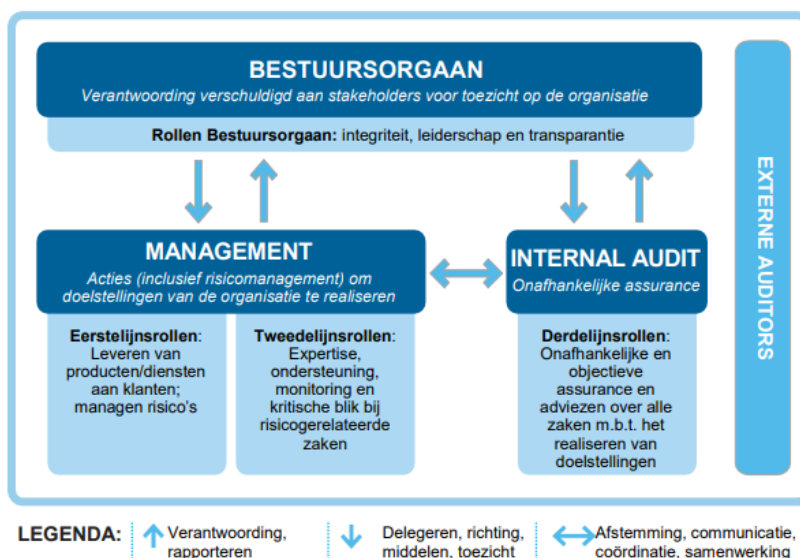 BESTUURSORGAAN
Verantwoording verschuldigd aan stakeholders voor toezicht op de organisatie
Rollen Bestuursorgaan: integriteit, leiderschap en transparantie
MANAGEMENT
Acties (inclusief risicomanagement) om
doelstellingen van de organisatie te realiseren
Eerstelijnsrollen:
Leveren van
producten/diensten
aan klanten;
managen risico's
Tweedelijnsrollen:
Expertise,
ondersteuning,
monitoring en
kritische blik bij
risicogerelateerde
zaken
INTERNAL AUDIT
Onafhankelijke assurance
Derdelijnsrollen:
Onafhankelijke en
objectieve
assurance en
adviezen over alle
zaken m.b.t. het
realiseren van
doelstellingen
EXTERNE AUDITORS
LEGENDA:
Verantwoording,
rapporteren
Delegeren, richting,
middelen, toezicht
Afstemming, communicatie,
coördinatie, samenwerking,